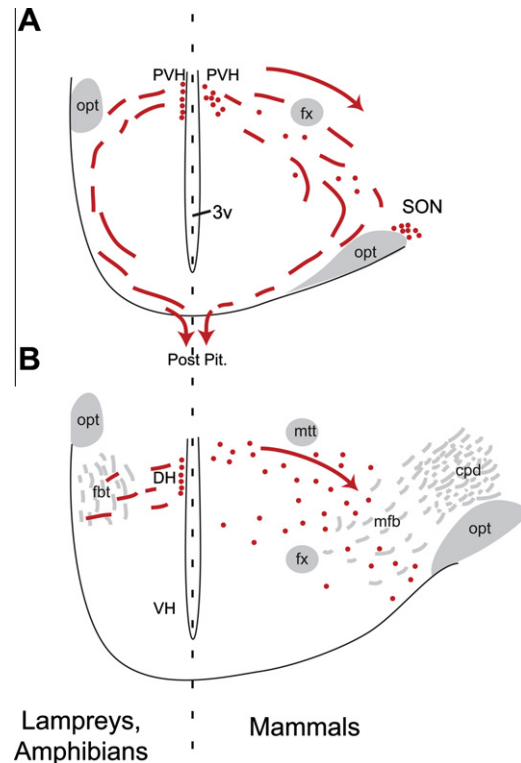 A
PVH PVH
opt
fx
SON
3v
opt
Post Pit.
B
opt
mtt
cpd
DH
fbt
mfb
opt
fx
VH
Lampreys,
Amphibians
Mammals